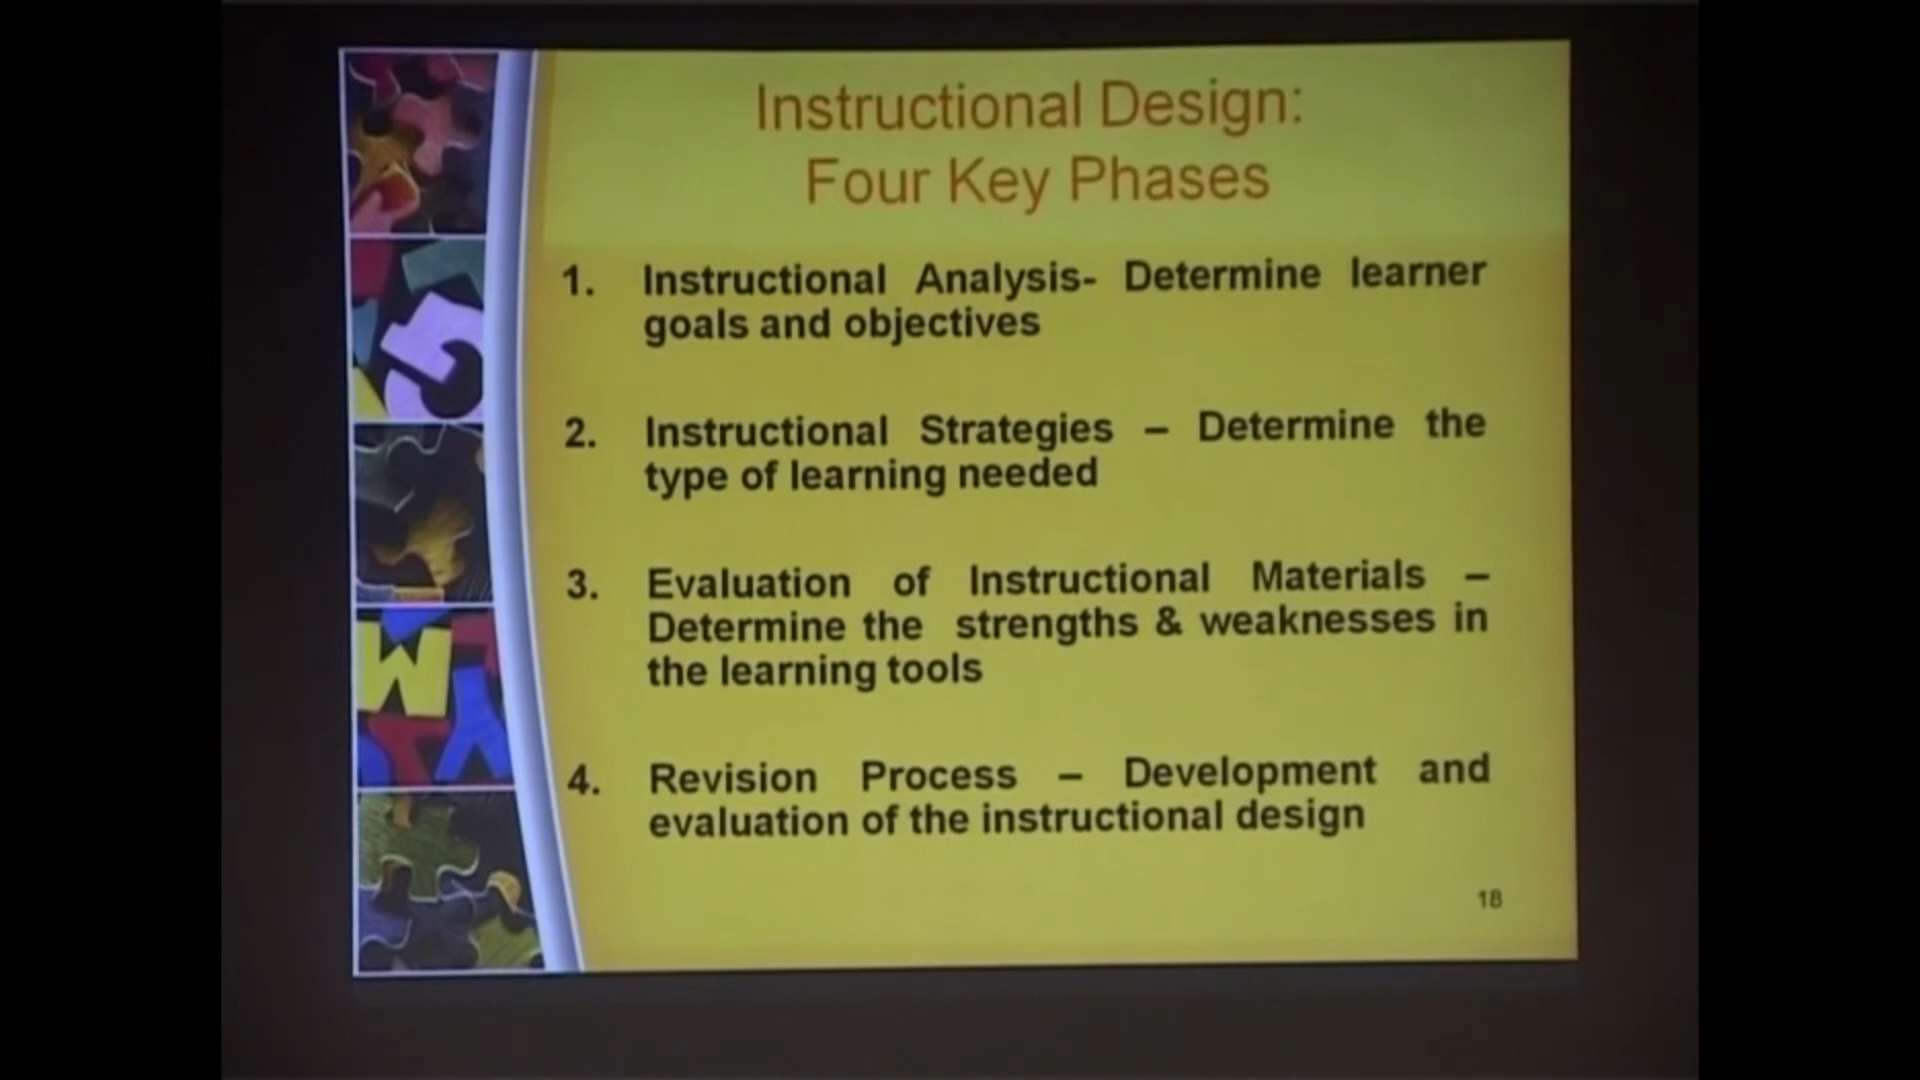 Instructional Design:
Four Key Phases
1. Instructional Analysis- Determine learner
goals and objectives
2. Instructional Strategies – Determine the
type of learning needed
3. Evaluation of Instructional Materials –
Determine the strengths & weaknesses in
the learning tools
4. Revision Process – Development and
evaluation of the instructional design
18